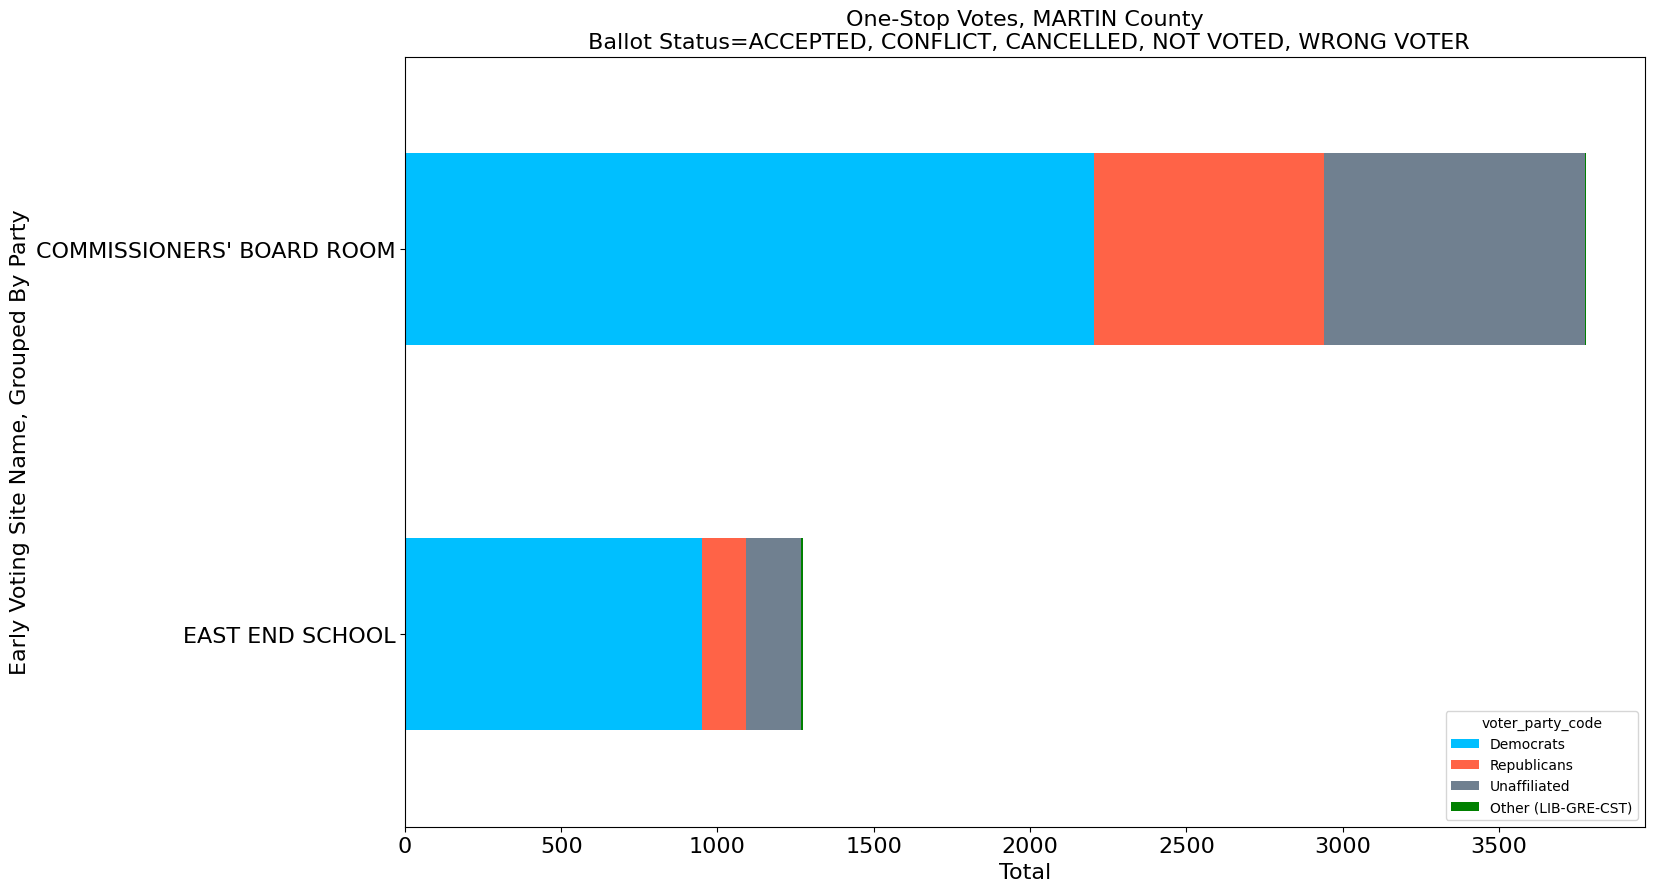 One-Stop Votes, MARTIN County
Ballot Status=ACCEPTED, CONFLICT, CANCELLED, NOT VOTED, WRONG VOTER
Early Voting Site Name, Grouped By Party
COMMISSIONERS' BOARD ROOM
EAST END SCHOOL
voter_party_code
Democrats
Republicans
Unaffiliated
Other (LIB-GRE-CST)
0 500 1000 1500 2000 2500 3000 3500
Total